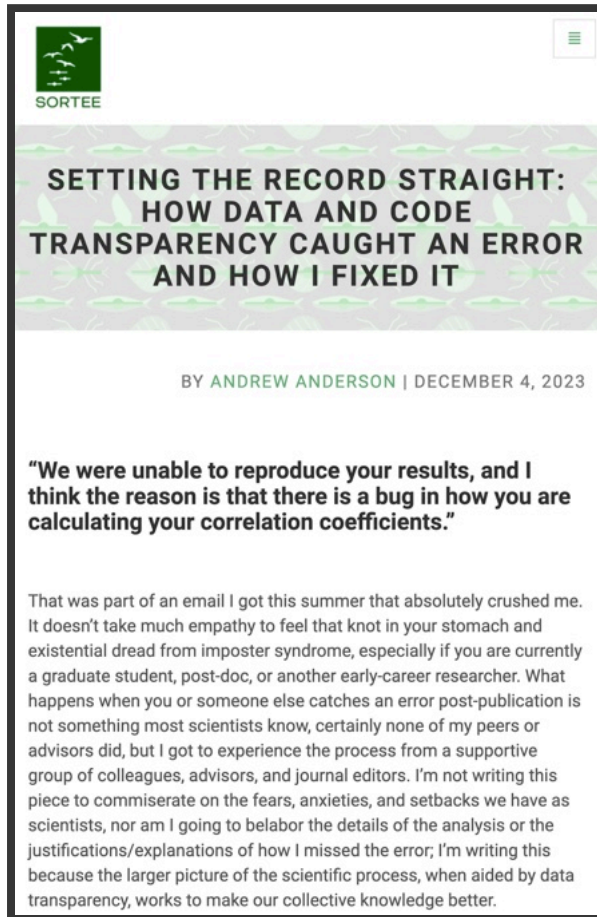 SORTEE
SETTING THE RECORD STRAIGHT:
HOW DATA AND CODE
TRANSPARENCY CAUGHT AN ERROR
AND HOW I FIXED IT
BY ANDREW ANDERSON | DECEMBER 4, 2023
“We were unable to reproduce your results, and I
think the reason is that there is a bug in how you are
calculating your correlation coefficients.”
That was part of an email I got this summer that absolutely crushed me.
It doesn’t take much empathy to feel that knot in your stomach and
existential dread from imposter syndrome, especially if you are currently
a graduate student, post-doc, or another early-career researcher. What
happens when you or someone else catches an error post-publication is
not something most scientists know, certainly none of my peers or
advisors did, but I got to experience the process from a supportive
group of colleagues, advisors, and journal editors. I’m not writing this
piece to commiserate on the fears, anxieties, and setbacks we have as
scientists, nor am I going to belabor the details of the analysis or the
justifications/explanations of how I missed the error; I’m writing this
because the larger picture of the scientific process, when aided by data
transparency, works to make our collective knowledge better.